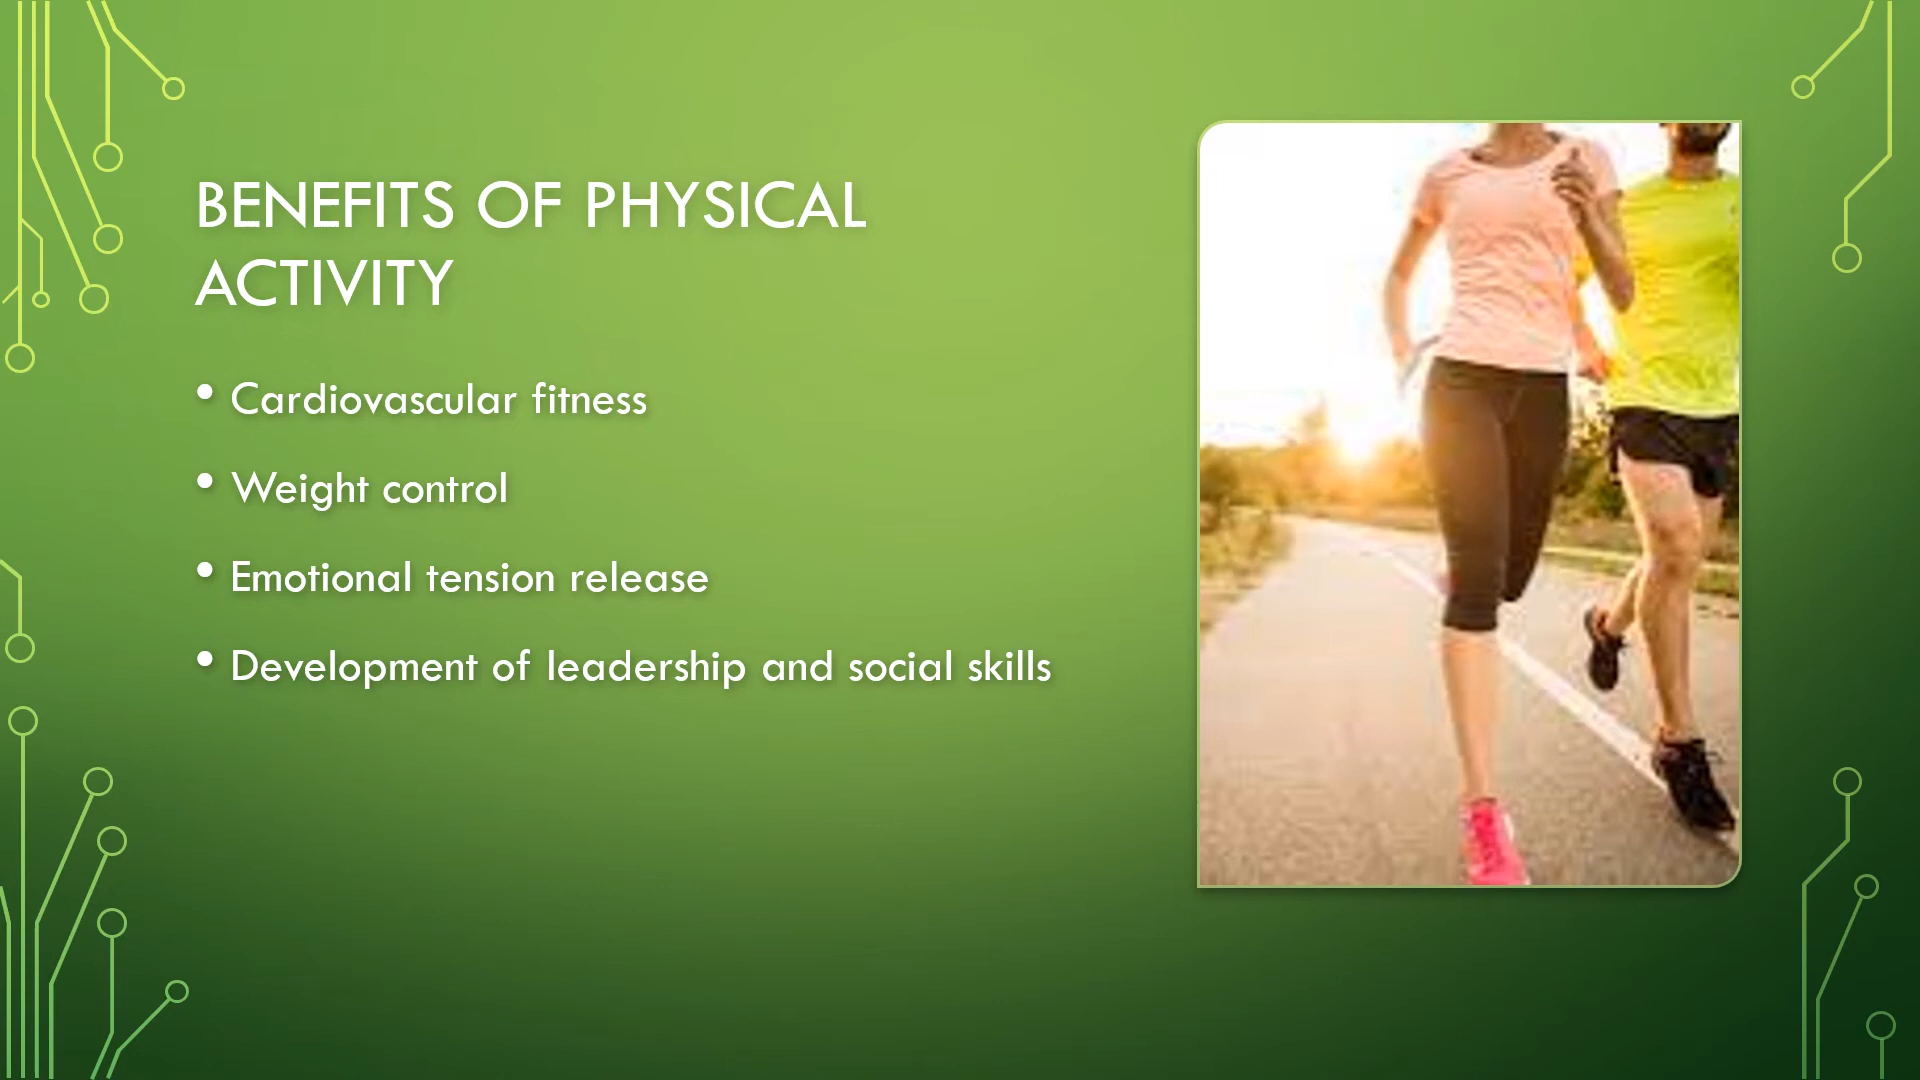 BENEFITS OF PHYSICAL
ACTIVITY
• Cardiovascular fitness
• Weight control
• Emotional tension release
• Development of leadership and social skills